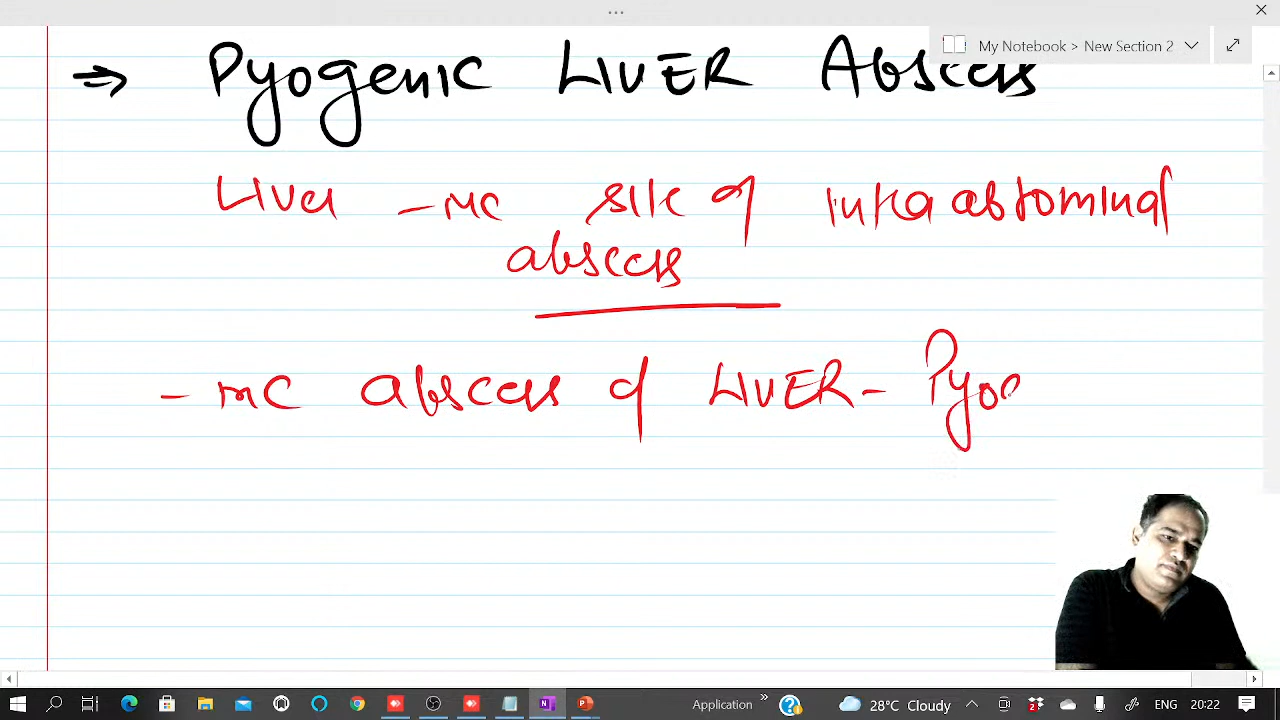 My Notebook > New Section 2
⇒ Pyogenic LIVER Abscess
Liver - mc site of intraabdominal
abscess
- mc abscess of LIVER - Pyog
Application
28°C Cloudy
ENG
20:22